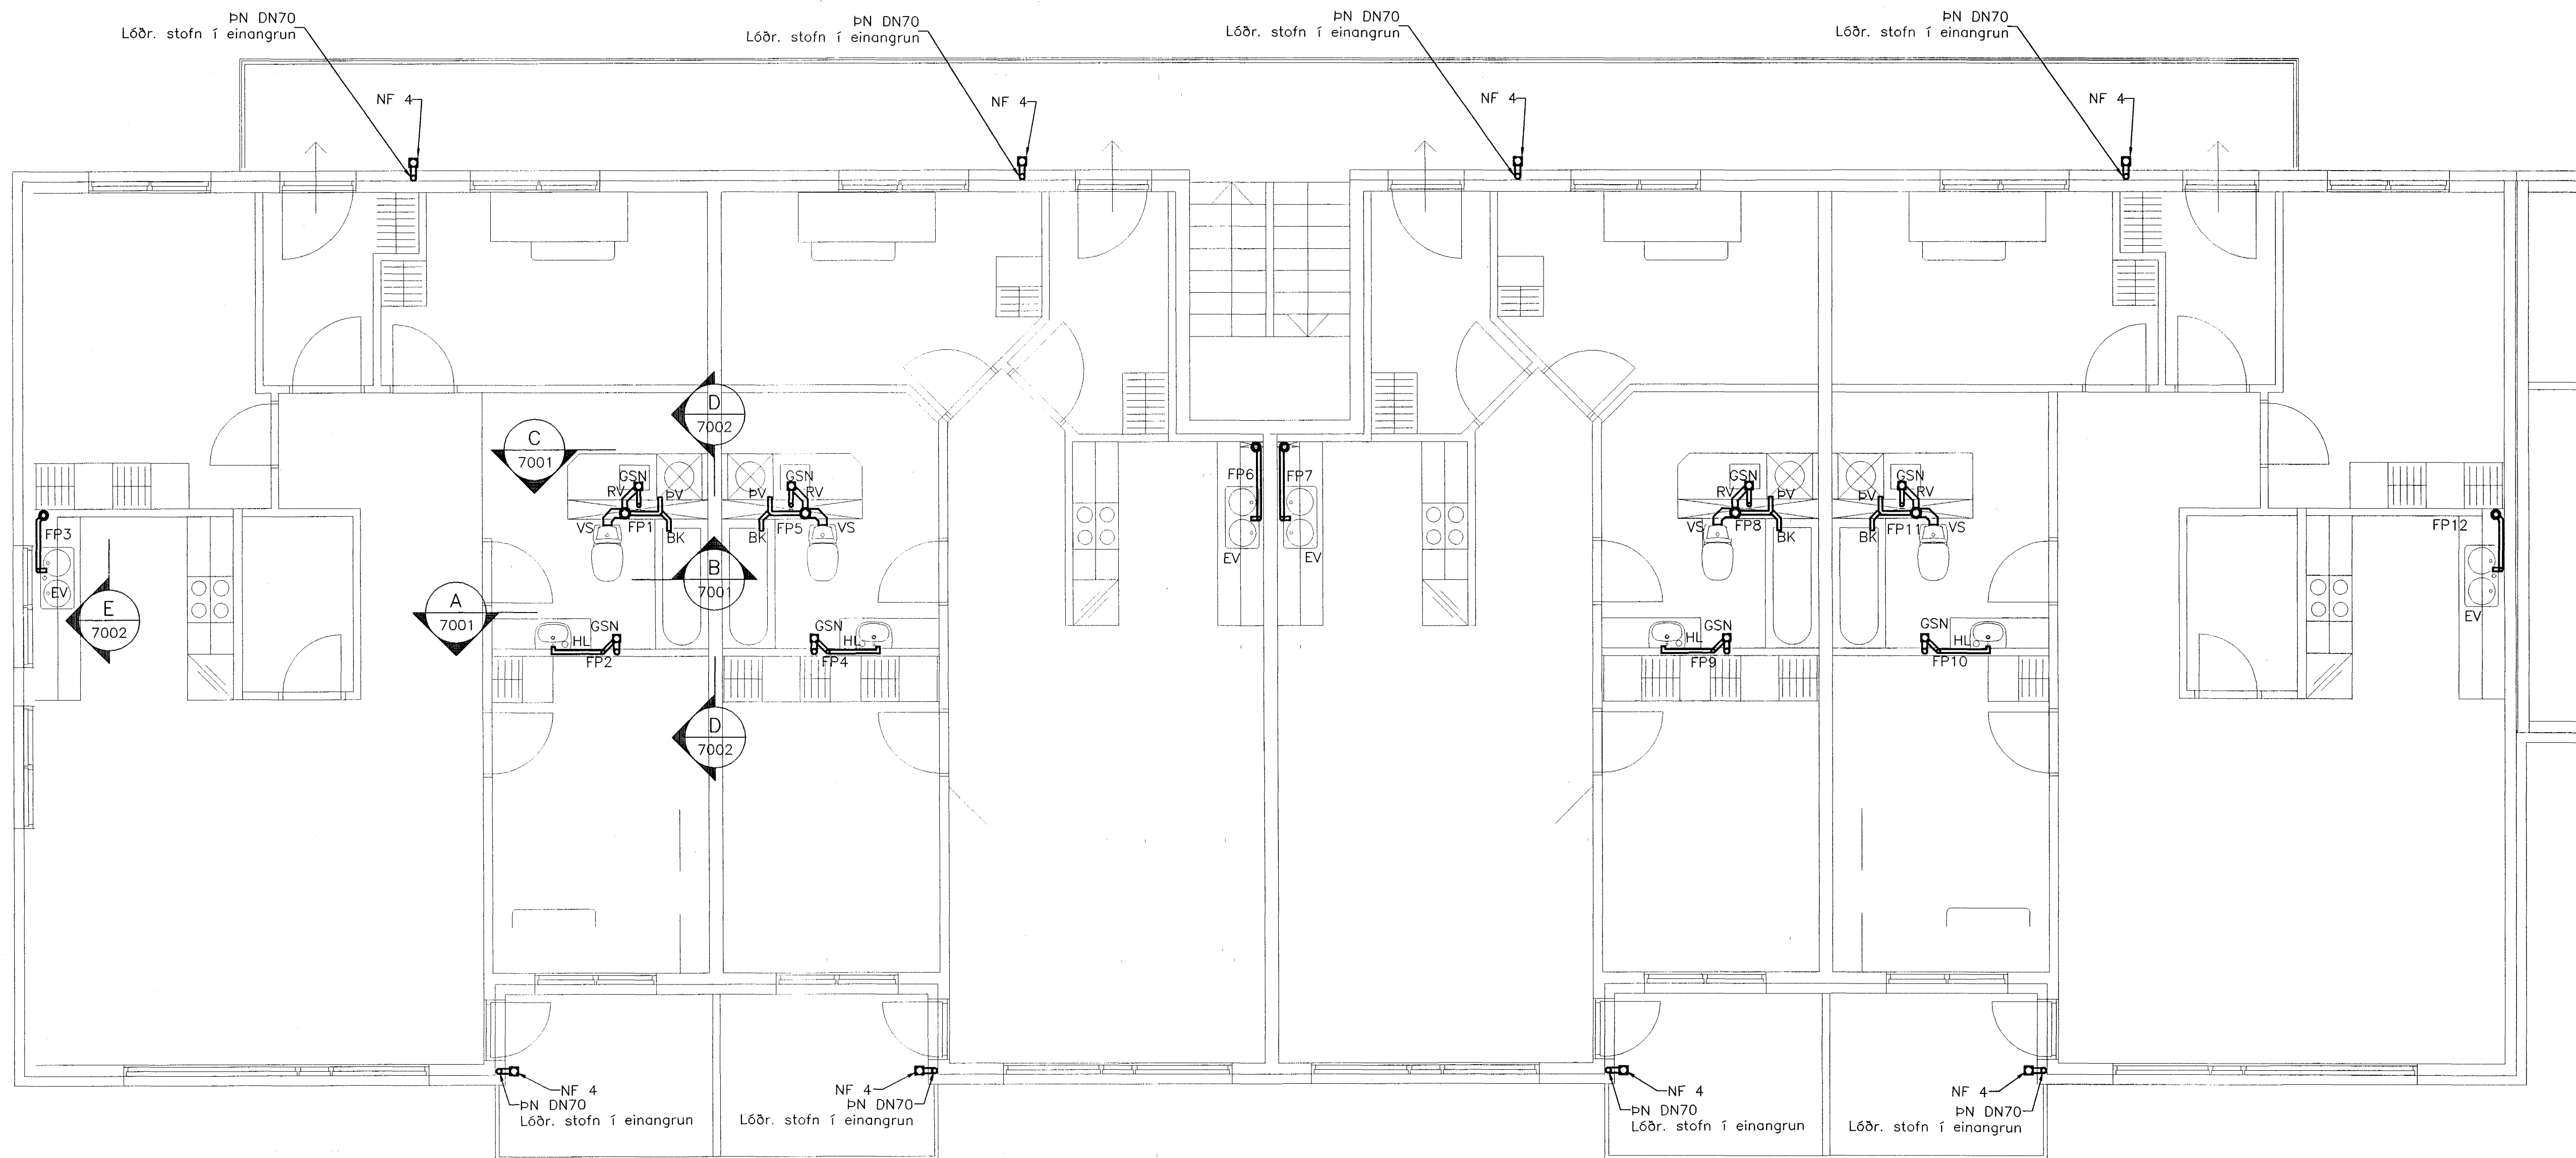 ÞN DN70
Lóðr. stofn í einangrun
ÞN DN70
Lóðr. stofn í einangrun
ÞN DN70
Lóðr. stofn í einangrun
ÞN DN70
Lóðr. stofn í einangrun
NF 4
NF 4
NF 4
NF 4
D
7002
C
7001
GSN
RV
ÞV
VS
FP1
BK
GSN
ÞV
RV
BK
FP5
VS
FP6
EV
FP7
EV
GSN
RV
ÞV
VS
FP8
BK
GSN
ÞV
RV
BK
FP11
VS
FP3
EV
FP12
EV
E
7002
A
7001
B
7001
GSN
HL
FP2
GSN
HL
FP4
GSN
HL
FP9
GSN
HL
FP10
D
7002
NF 4
ÞN DN70
Lóðr. stofn í einangrun
NF 4
ÞN DN70
Lóðr. stofn í einangrun
NF 4
ÞN DN70
Lóðr. stofn í einangrun
NF 4
ÞN DN70
Lóðr. stofn í einangrun